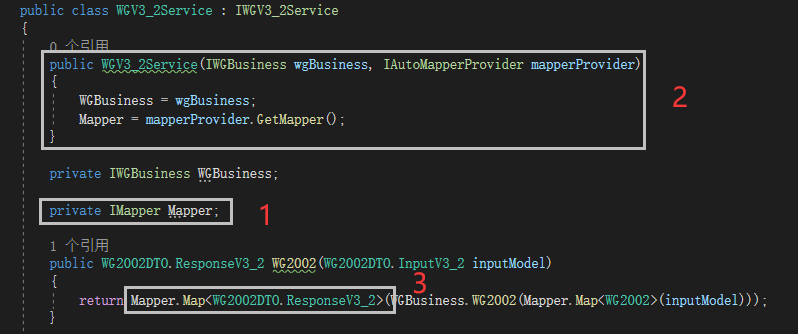 public class WGV3_2Service : IWGV3_2Service
{
0 个引用
public WGV3_2Service(IWGBusiness wgBusiness, IAutoMapperProvider mapperProvider)
{
WGBusiness = wgBusiness;
Mapper = mapperProvider.GetMapper();
}
2
private IWGBusiness WGBusiness;
private IMapper Mapper;
1
1 个引用
public WG2002DTO.ResponseV3_2 WG2002(WG2002DTO.InputV3_2 inputModel)
{
3
return Mapper.Map<WG2002DTO.ResponseV3_2>(WGBusiness.WG2002(Mapper.Map<WG2002>(inputModel)));
}